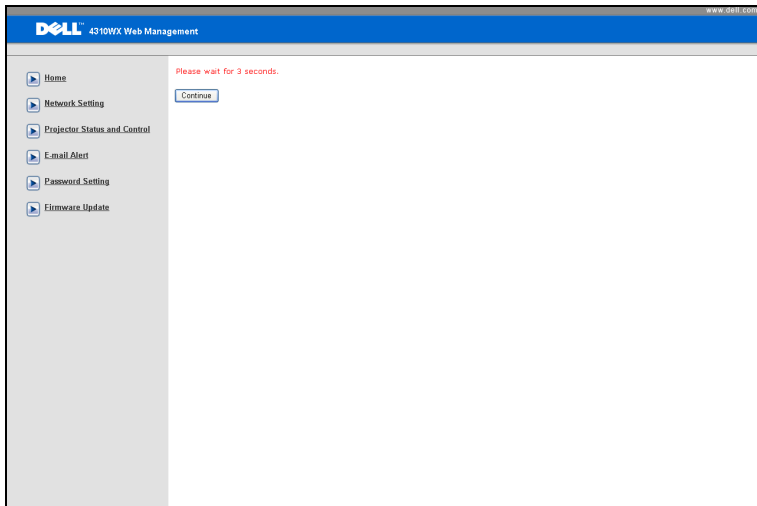 www.dell.com
DELL™ 4310WX Web Management
Home
Network Setting
Projector Status and Control
E-mail Alert
Password Setting
Firmware Update
Please wait for 3 seconds.
Continue